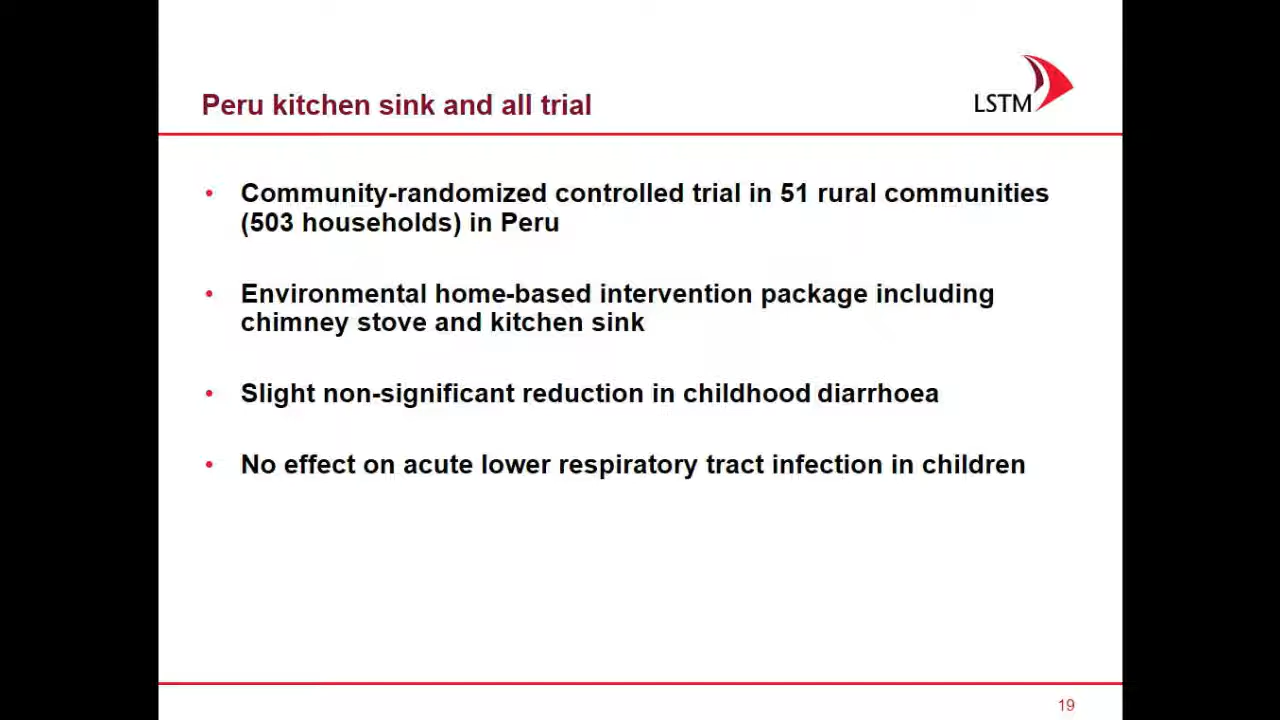 Peru kitchen sink and all trial
LSTM
• Community-randomized controlled trial in 51 rural communities
(503 households) in Peru
• Environmental home-based intervention package including
chimney stove and kitchen sink
• Slight non-significant reduction in childhood diarrhoea
• No effect on acute lower respiratory tract infection in children
19